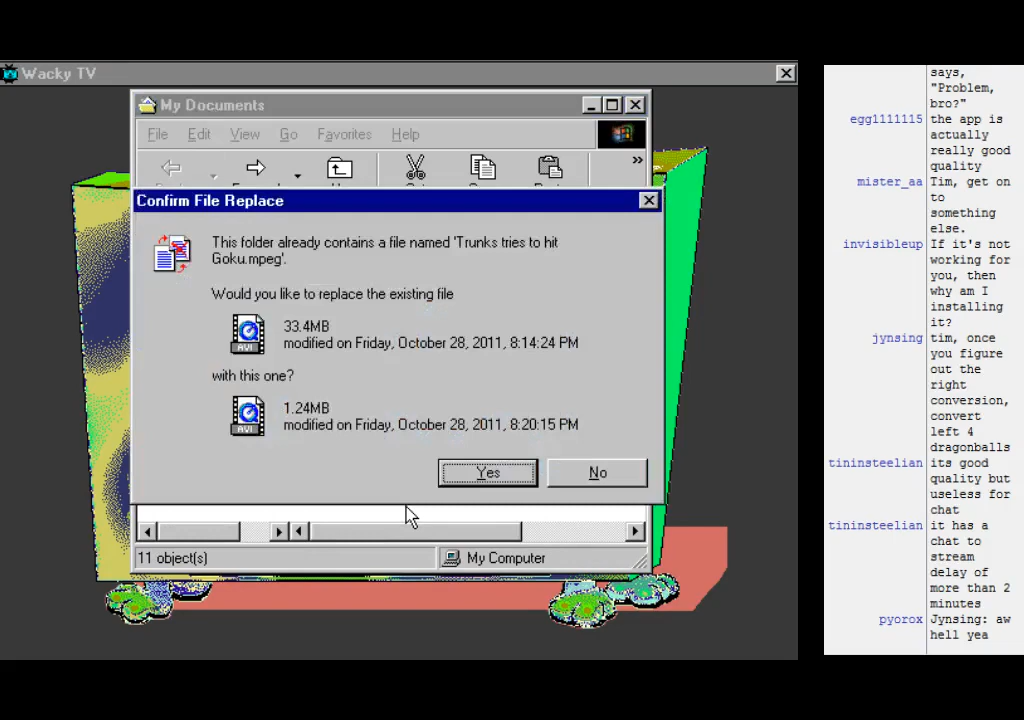 Wacky TV
My Documents
File Edit View Go Favorites Help
»
Confirm File Replace
This folder already contains a file named 'Trunks tries to hit
Goku.mpeg'.
Would you like to replace the existing file
33.4MB
modified on Friday, October 28, 2011, 8:14:24 PM
with this one?
1.24MB
modified on Friday, October 28, 2011, 8:20:15 PM
Yes No
11 object(s) My Computer
says,
"Problem,
bro?"
egg1111115 the app is
actually
really good
quality
mister_aa Tim, get on
to
something
else.
invisibleup If it's not
working for
you, then
why am I
installing
it?
jynsing tim, once
you figure
out the
right
conversion,
convert
left 4
dragonballs
tininsteelian its good
quality but
useless for
chat
tininsteelian it has a
chat to
stream
delay of
more than 2
minutes
pyorox Jynsing: aw
hell yea